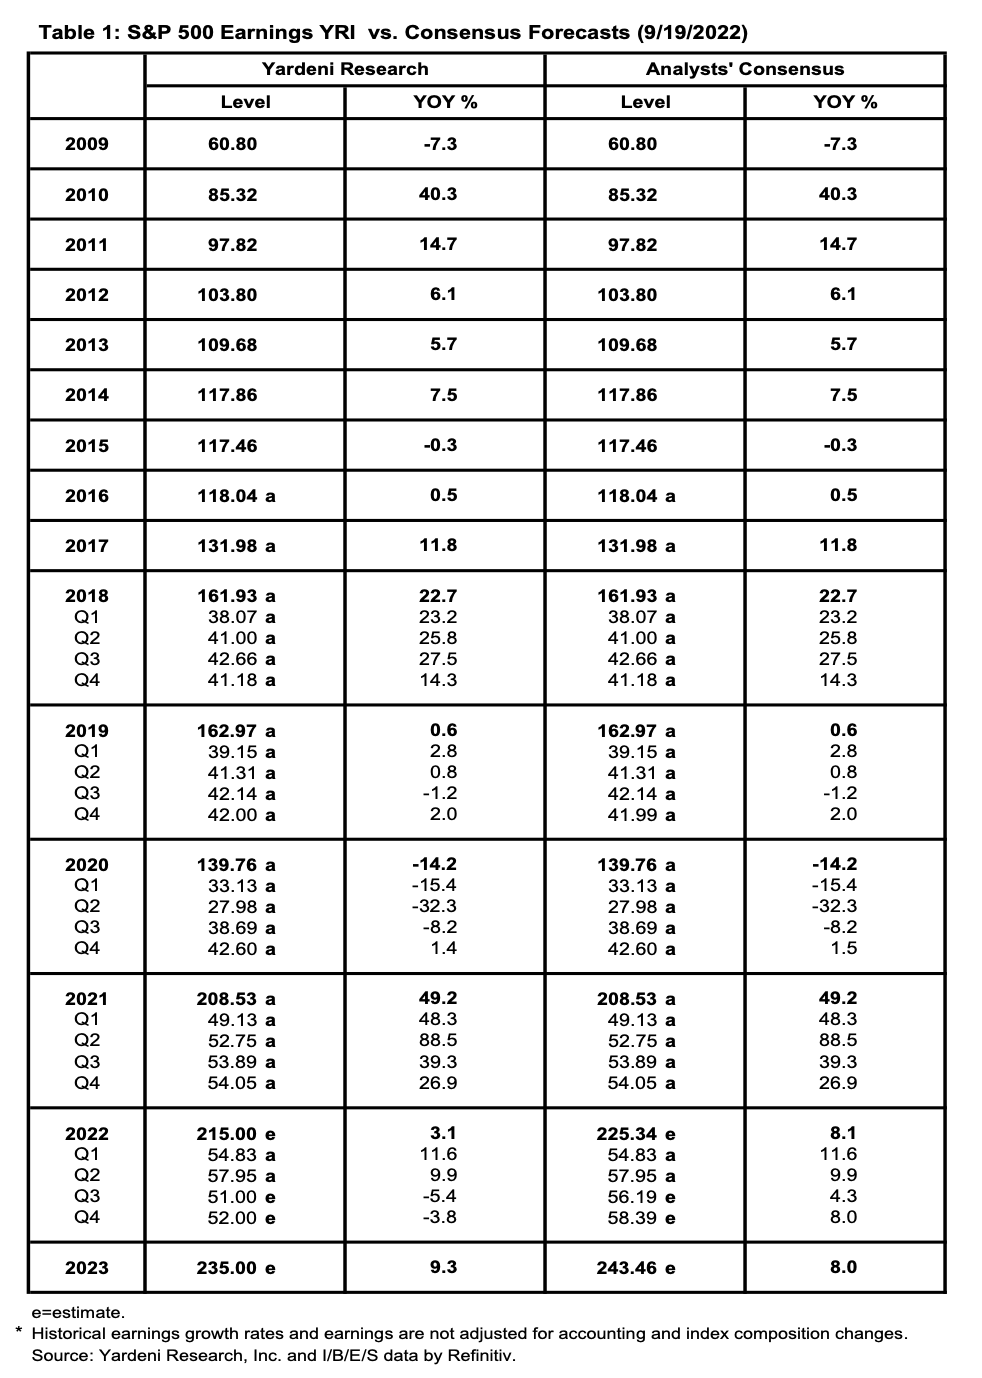 Table 1: S&P 500 Earnings YRI vs. Consensus Forecasts (9/19/2022)
Yardeni Research Analysts' Consensus
Level YOY % Level YOY %
2009 60.80 -7.3 60.80 -7.3
2010 85.32 40.3 85.32 40.3
2011 97.82 14.7 97.82 14.7
2012 103.80 6.1 103.80 6.1
2013 109.68 5.7 109.68 5.7
2014 117.86 7.5 117.86 7.5
2015 117.46 -0.3 117.46 -0.3
2016 118.04 a 0.5 118.04 a 0.5
2017 131.98 a 11.8 131.98 a 11.8
2018 161.93 a 22.7 161.93 a 22.7
Q1 38.07 a 23.2 38.07 a 23.2
Q2 41.00 a 25.8 41.00 a 25.8
Q3 42.66 a 27.5 42.66 a 27.5
Q4 41.18 a 14.3 41.18 a 14.3
2019 162.97 a 0.6 162.97 a 0.6
Q1 39.15 a 2.8 39.15 a 2.8
Q2 41.31 a 0.8 41.31 a 0.8
Q3 42.14 a -1.2 42.14 a -1.2
Q4 42.00 a 2.0 41.99 a 2.0
2020 139.76 a -14.2 139.76 a -14.2
Q1 33.13 a -15.4 33.13 a -15.4
Q2 27.98 a -32.3 27.98 a -32.3
Q3 38.69 a -8.2 38.69 a -8.2
Q4 42.60 a 1.4 42.60 a 1.5
2021 208.53 a 49.2 208.53 a 49.2
Q1 49.13 a 48.3 49.13 a 48.3
Q2 52.75 a 88.5 52.75 a 88.5
Q3 53.89 a 39.3 53.89 a 39.3
Q4 54.05 a 26.9 54.05 a 26.9
2022 215.00 e 3.1 225.34 e 8.1
Q1 54.83 a 11.6 54.83 a 11.6
Q2 57.95 a 9.9 57.95 a 9.9
Q3 51.00 e -5.4 56.19 e 4.3
Q4 52.00 e -3.8 58.39 e 8.0
2023 235.00 e 9.3 243.46 e 8.0
e=estimate.
* Historical earnings growth rates and earnings are not adjusted for accounting and index composition changes.
Source: Yardeni Research, Inc. and I/B/E/S data by Refinitiv.